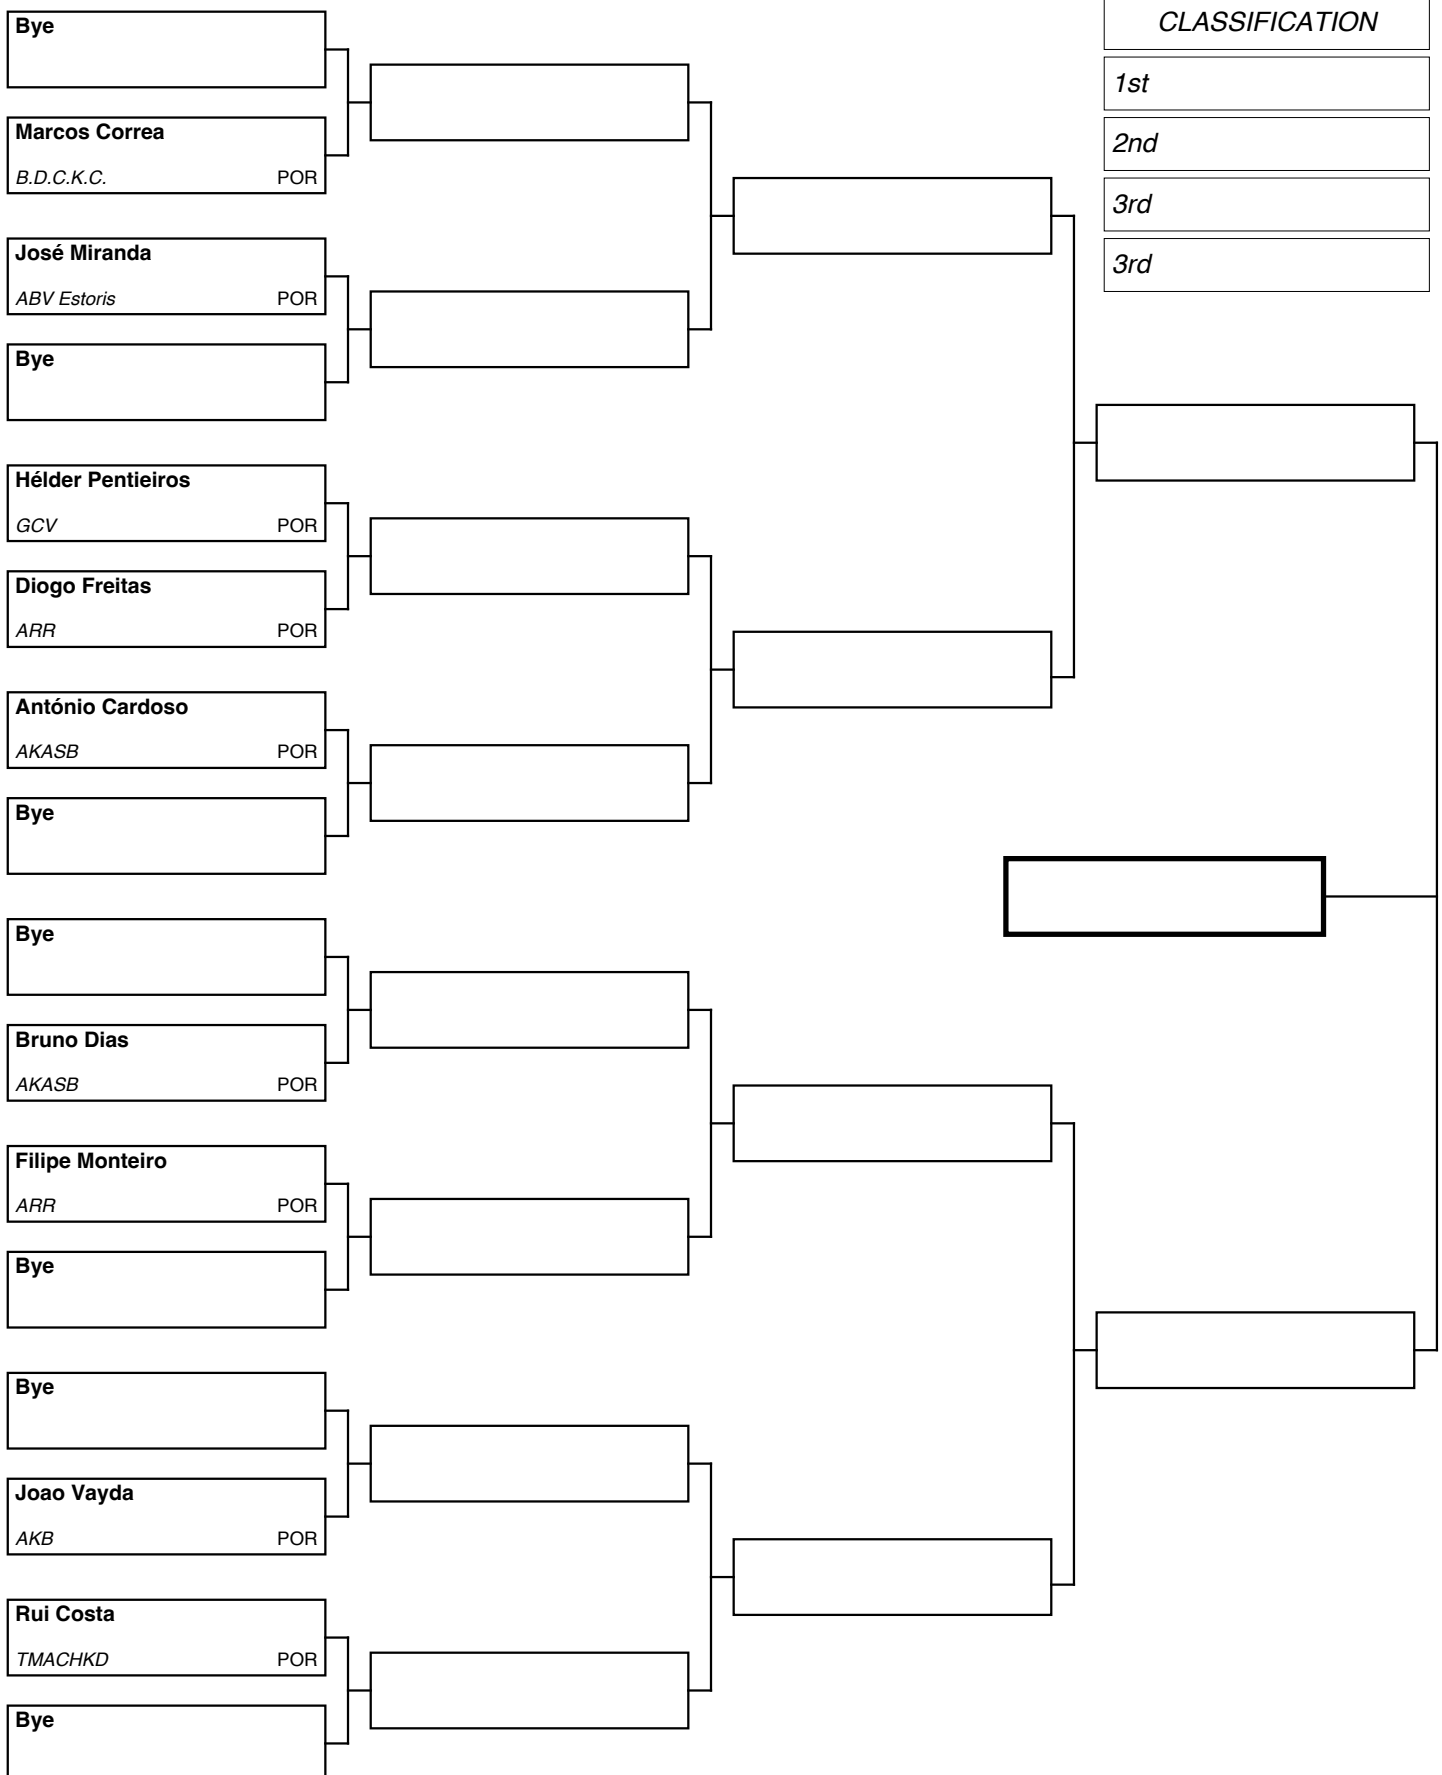 Bye
Marcos Correa
B.D.C.K.C. POR
José Miranda
ABV Estoris POR
Bye
Hélder Pentieiros
GCV POR
Diogo Freitas
ARR POR
António Cardoso
AKASB POR
Bye
Bye
Bruno Dias
AKASB POR
Filipe Monteiro
ARR POR
Bye
Bye
Joao Vayda
AKB POR
Rui Costa
TMACHKD POR
Bye
CLASSIFICATION
1st
2nd
3rd
3rd